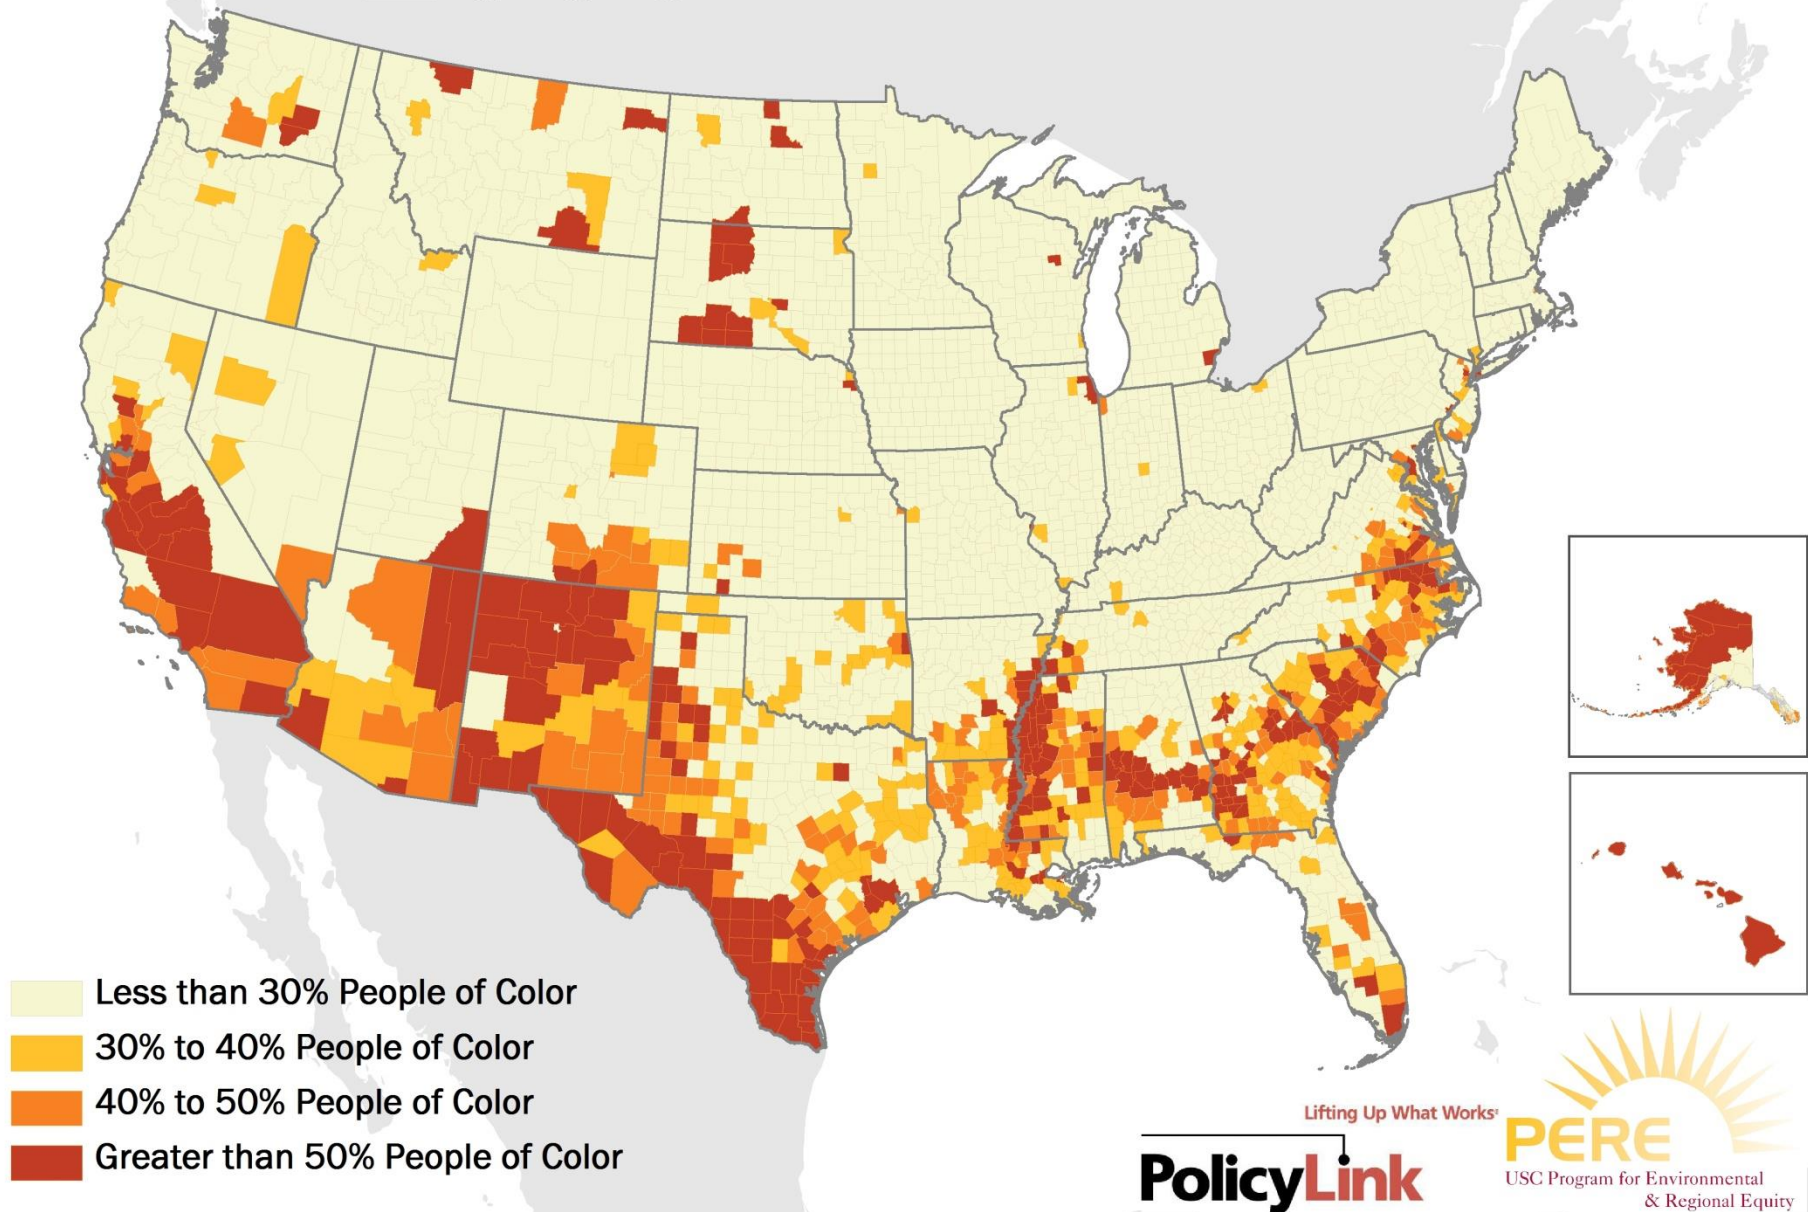 Less than 30% People of Color
30% to 40% People of Color
40% to 50% People of Color
Greater than 50% People of Color
Lifting Up What Works
PolicyLink
PERE
USC Program for Environmental
& Regional Equity